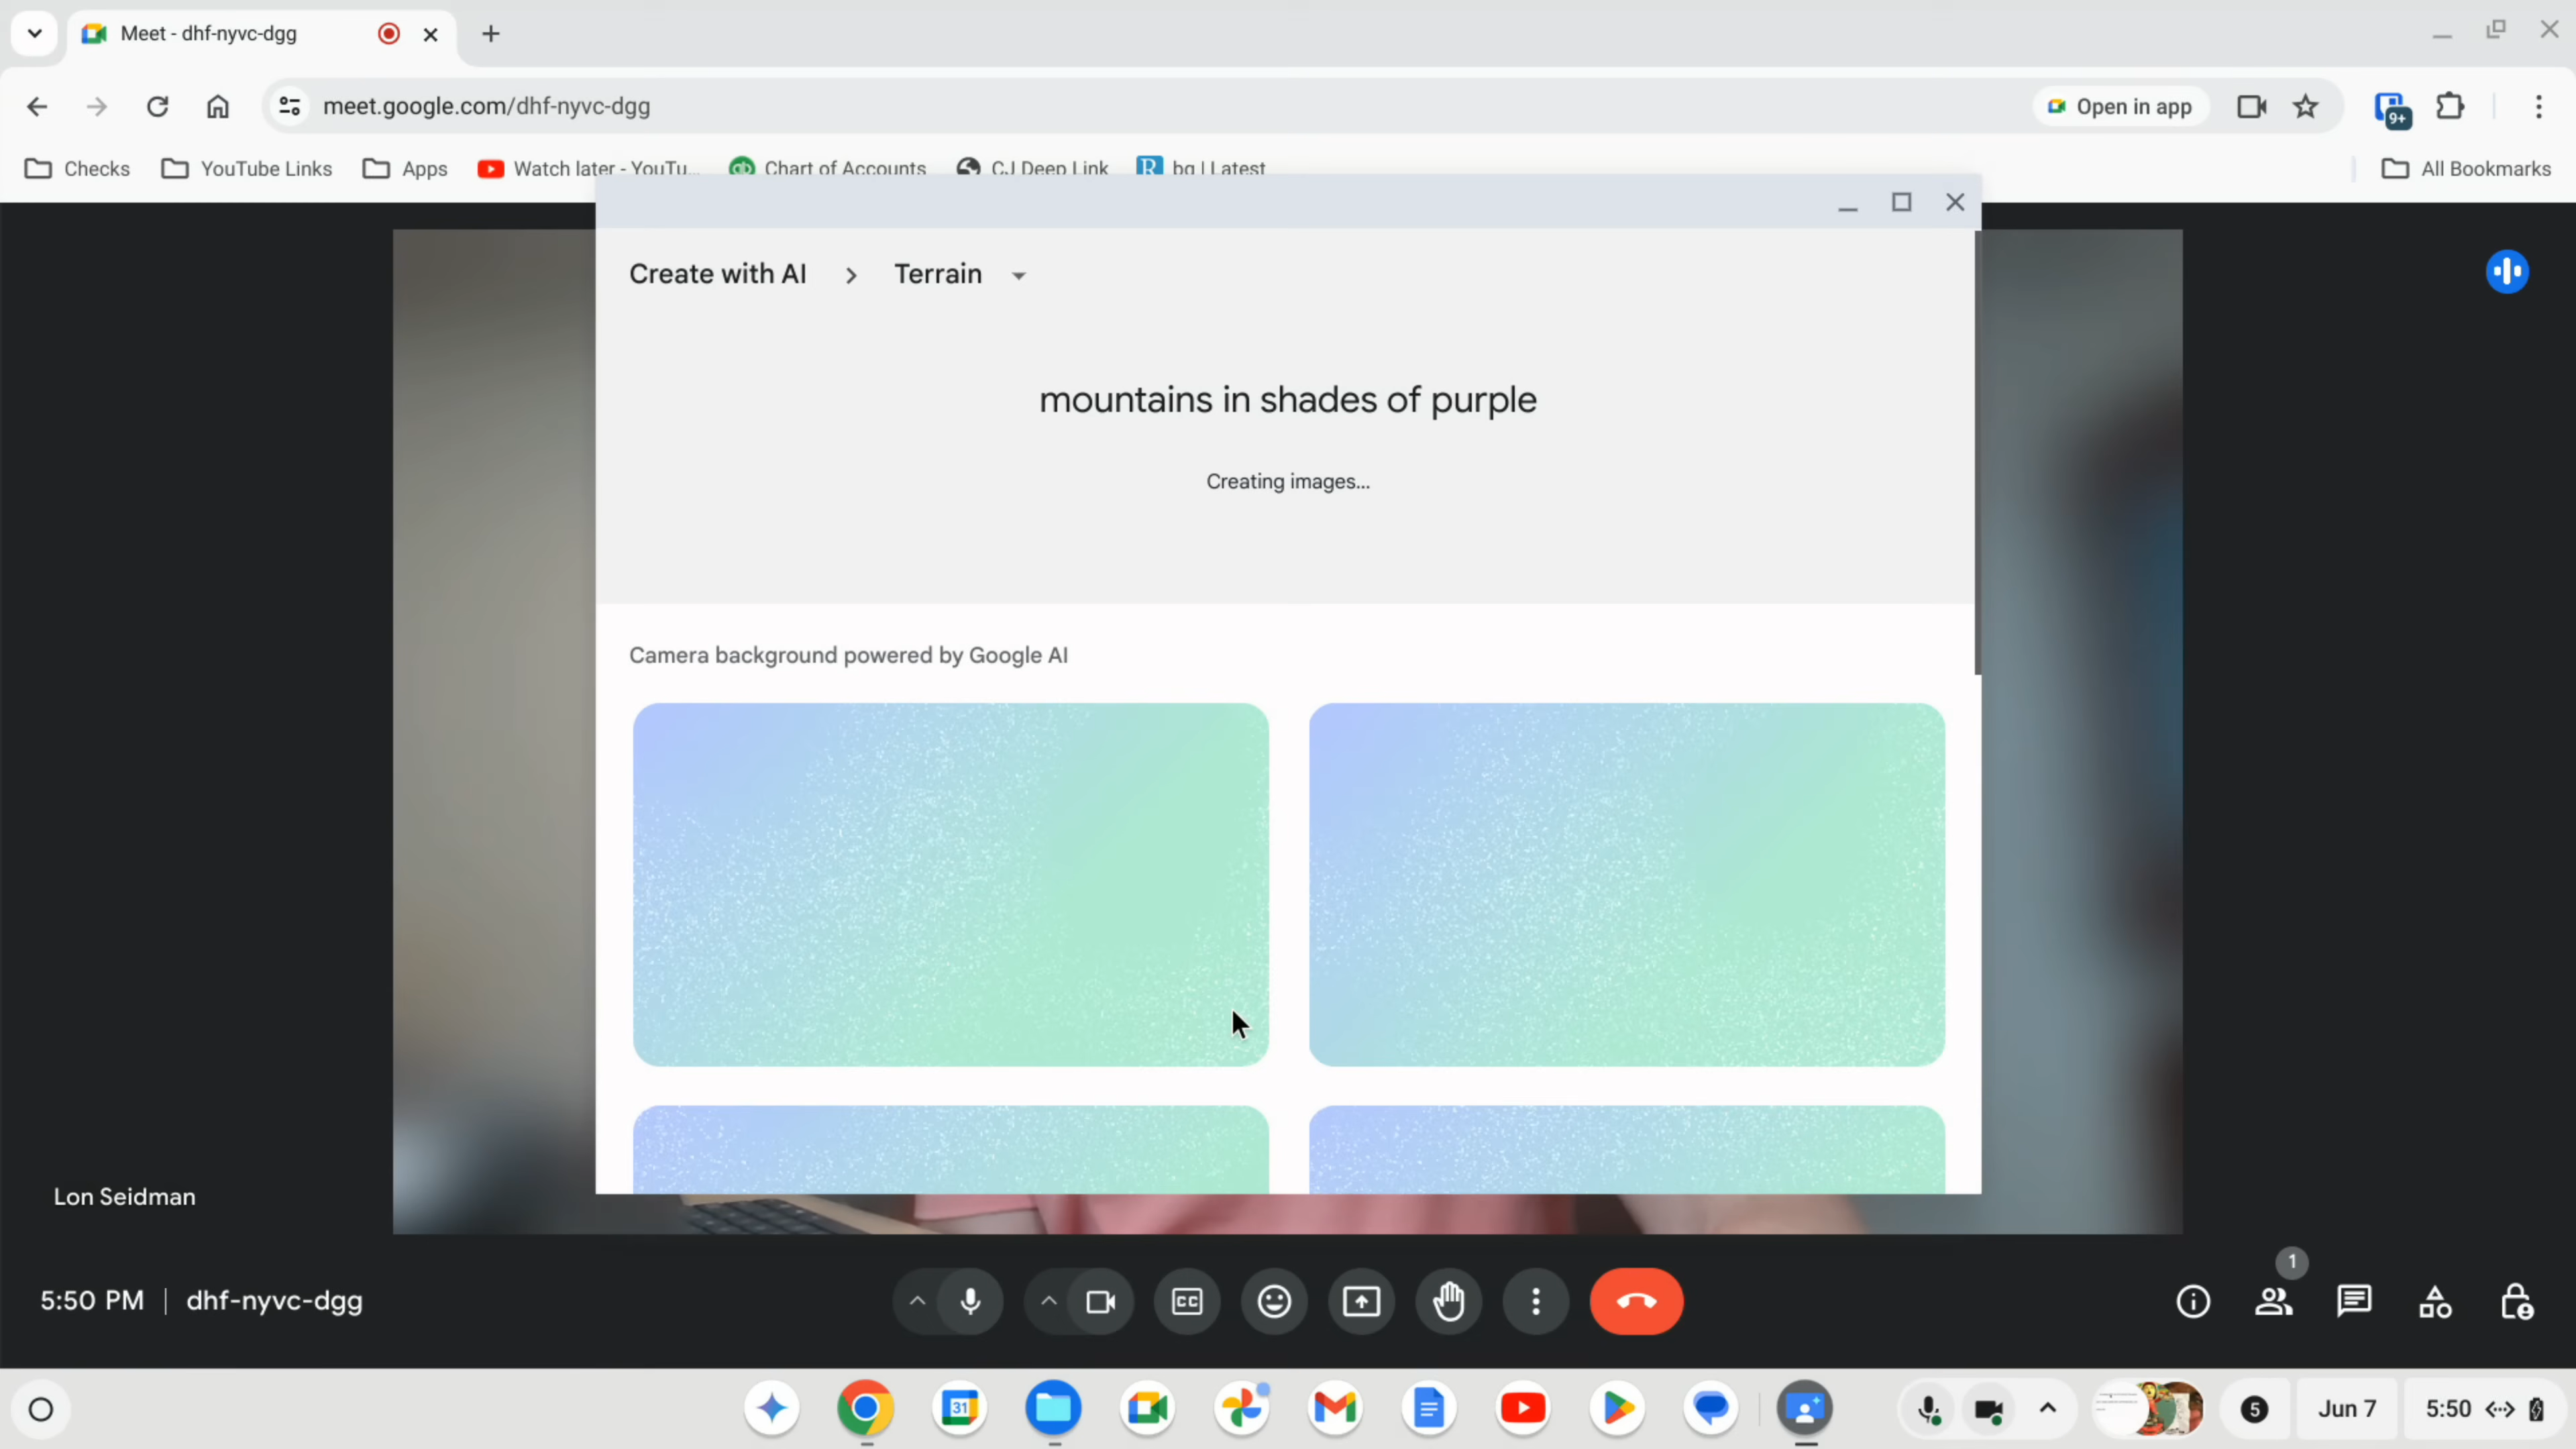 Meet - dhf-nyvc-dgg
meet.google.com/dhf-nyvc-dgg
Open in app
9+
Checks
YouTube Links
Apps
Watch later - YouTu...
Chart of Accounts
CJ Deep Link
R
bq | Latest
All Bookmarks
Create with AI > Terrain
mountains in shades of purple
Creating images...
Camera background powered by Google AI
Lon Seidman
5:50 PM | dhf-nyvc-dgg
CC
1
31
5
Jun 7
5:50